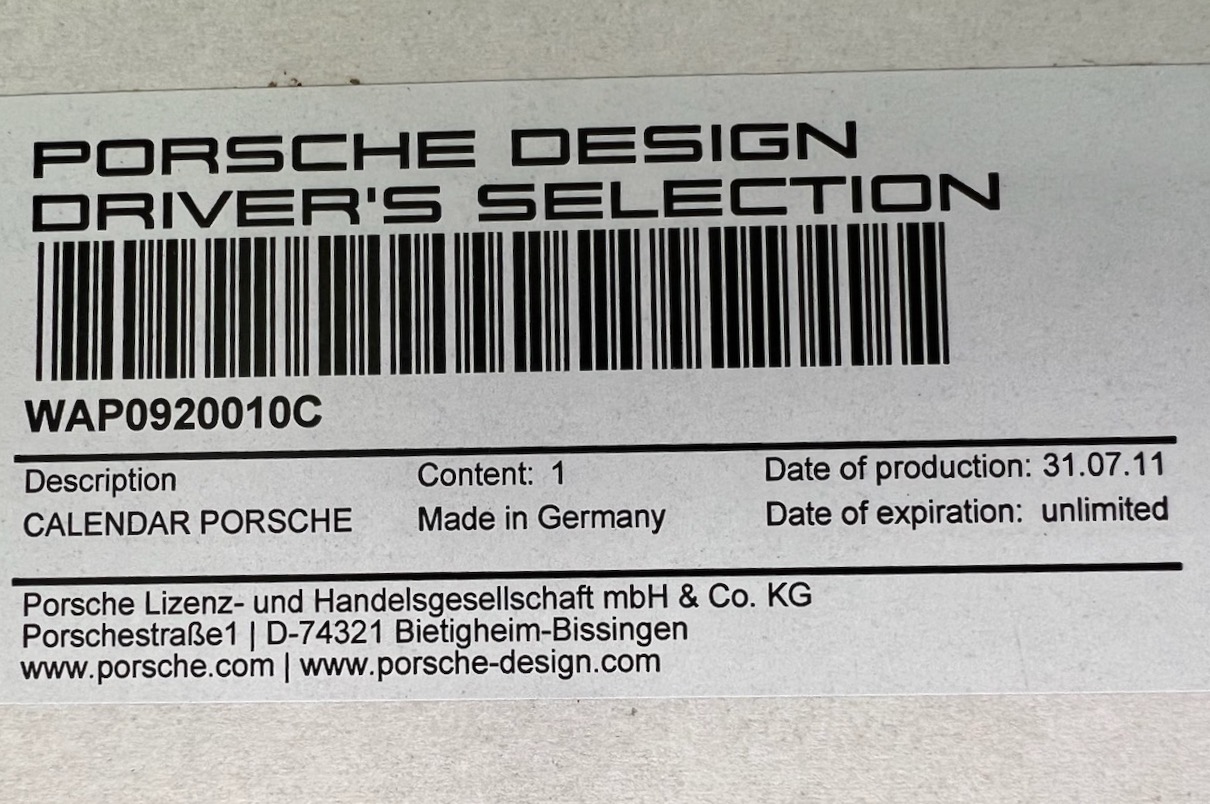 PORSCHE DESIGN
DRIVER'S SELECTION
WAP0920010C
Description Content: 1 Date of production: 31.07.11
CALENDAR PORSCHE Made in Germany Date of expiration: unlimited
Porsche Lizenz- und Handelsgesellschaft mbH & Co. KG
Porschestraße1 | D-74321 Bietigheim-Bissingen
www.porsche.com | www.porsche-design.com